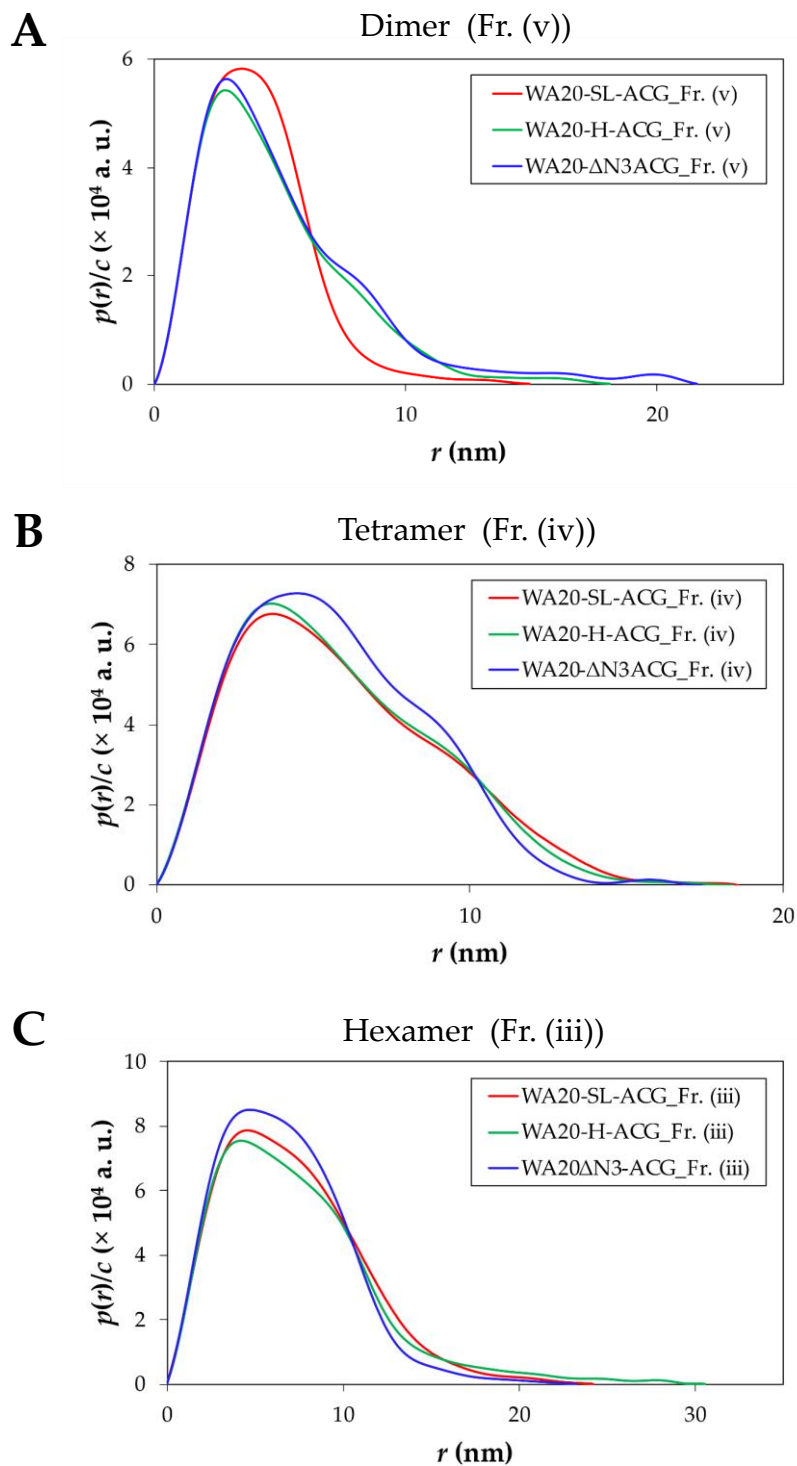 A
Dimer (Fr. (v))
6
4
2
0
p(r)/c (× 10⁴ a. u.)
WA20-SL-ACG_Fr. (v)
WA20-H-ACG_Fr. (v)
WA20-ΔN3ACG_Fr. (v)
0 10 20
r (nm)
B
Tetramer (Fr. (iv))
8
6
4
2
0
p(r)/c (× 10⁴ a. u.)
WA20-SL-ACG_Fr. (iv)
WA20-H-ACG_Fr. (iv)
WA20-ΔN3ACG_Fr. (iv)
0 10 20
r (nm)
C
Hexamer (Fr. (iii))
10
8
6
4
2
0
p(r)/c (× 10⁴ a. u.)
WA20-SL-ACG_Fr. (iii)
WA20-H-ACG_Fr. (iii)
WA20ΔN3-ACG_Fr. (iii)
0 10 20 30
r (nm)